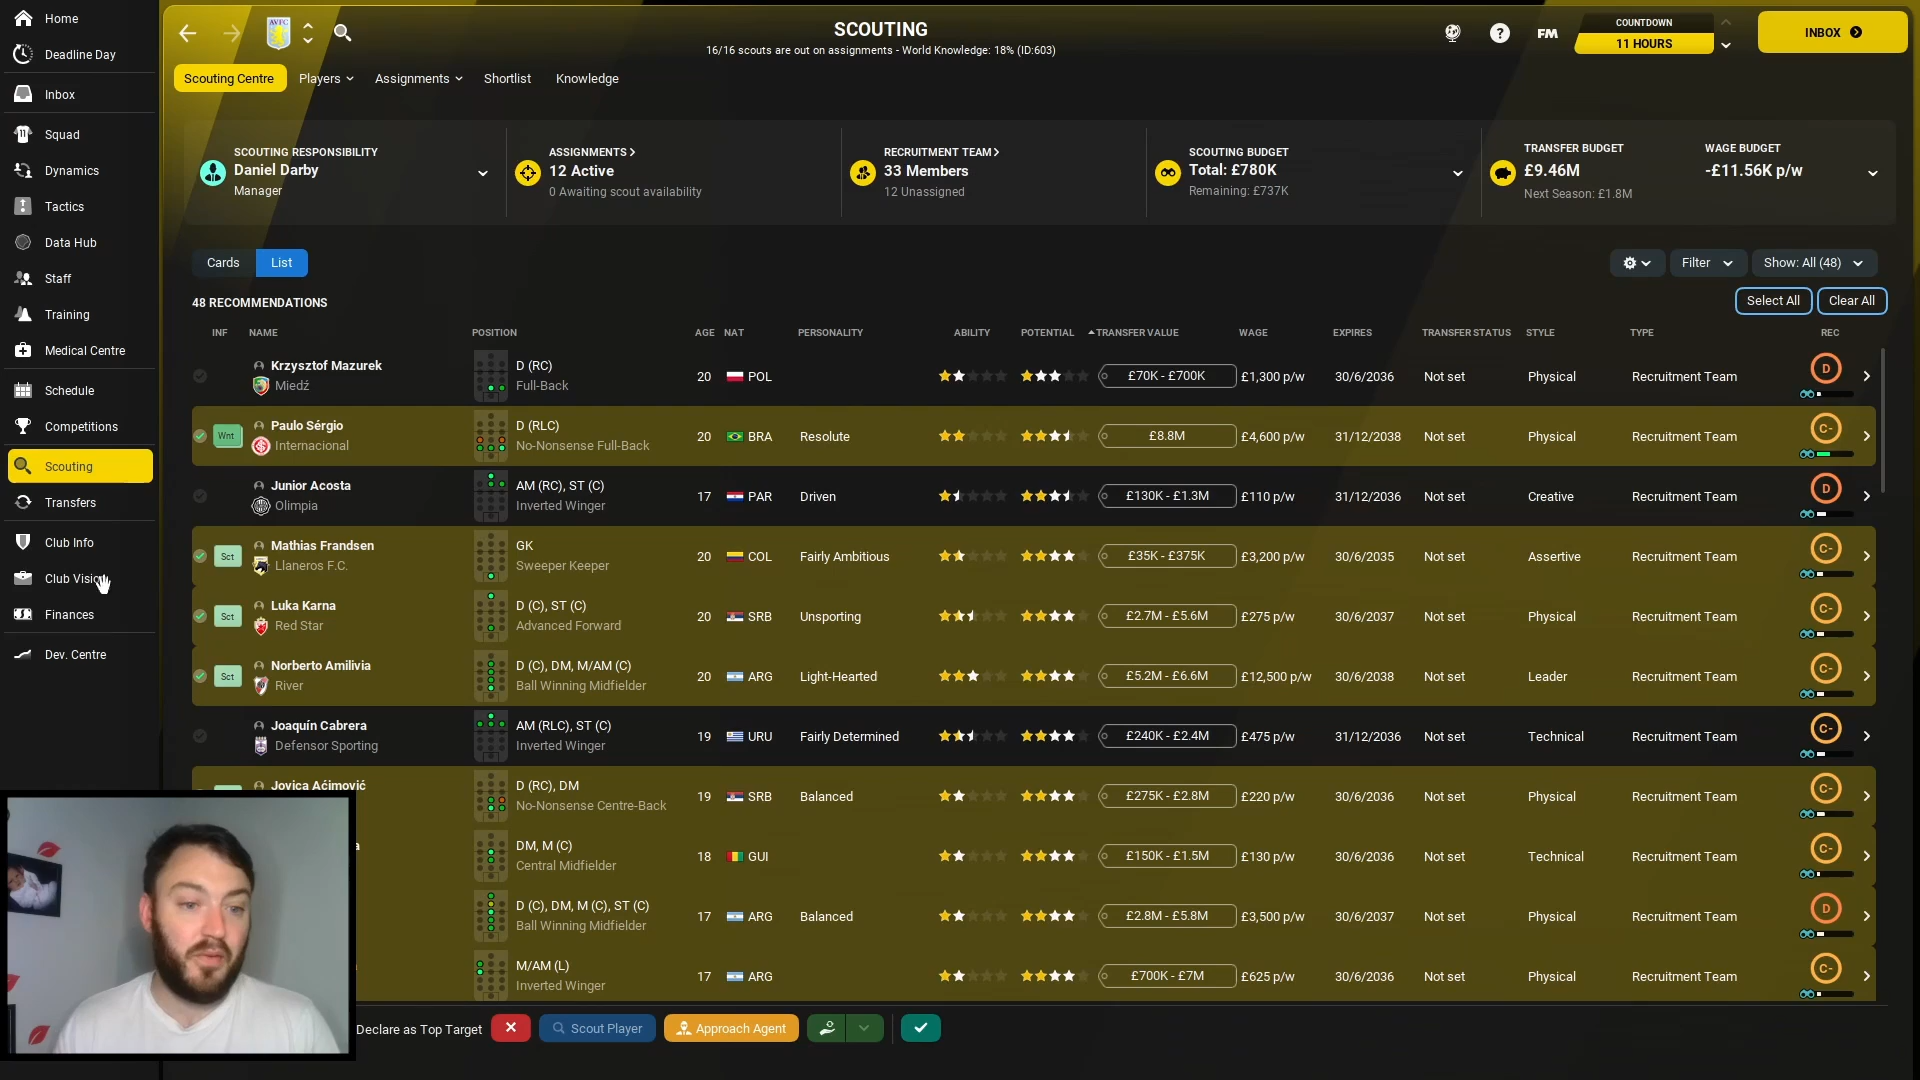 Home
Deadline Day
Inbox
Squad
Dynamics
Tactics
Data Hub
Staff
Training
Medical Centre
Schedule
Competitions
Scouting
Transfers
Club Info
Club Vision
Finances
Dev. Centre
AVFC
SCOUTING
16/16 scouts are out on assignments - World Knowledge: 18% (ID:603)
? FM
COUNTDOWN
11 HOURS
INBOX
Scouting Centre Players Assignments Shortlist Knowledge
SCOUTING RESPONSIBILITY
Daniel Darby
Manager
ASSIGNMENTS
12 Active
0 Awaiting scout availability
RECRUITMENT TEAM
33 Members
12 Unassigned
SCOUTING BUDGET
Total: £780K
Remaining: £737K
TRANSFER BUDGET
£9.46M
Next Season: £1.8M
WAGE BUDGET
-£11.56K p/w
Cards List
Filter Show: All (48)
48 RECOMMENDATIONS
Select All Clear All
INF NAME POSITION AGE NAT PERSONALITY ABILITY POTENTIAL TRANSFER VALUE WAGE EXPIRES TRANSFER STATUS STYLE TYPE REC
Krzysztof Mazurek D (RC)
Miedź Full-Back 20 POL £70K - £700K £1,300 p/w 30/6/2036 Not set Physical Recruitment Team D
Paulo Sérgio D (RLC)
Wnt Internacional No-Nonsense Full-Back 20 BRA Resolute £8.8M £4,600 p/w 31/12/2038 Not set Physical Recruitment Team C-
Junior Acosta AM (RC), ST (C)
Olimpia Inverted Winger 17 PAR Driven £130K - £1.3M £110 p/w 31/12/2036 Not set Creative Recruitment Team D
Mathias Frandsen GK
Sct Llaneros F.C. Sweeper Keeper 20 COL Fairly Ambitious £35K - £375K £3,200 p/w 30/6/2035 Not set Assertive Recruitment Team C-
Luka Karna D (C), ST (C)
Sct Red Star Advanced Forward 20 SRB Unsporting £2.7M - £5.6M £275 p/w 30/6/2037 Not set Physical Recruitment Team C-
Norberto Amilivia D (C), DM, M/AM (C)
Sct River Ball Winning Midfielder 20 ARG Light-Hearted £5.2M - £6.6M £12,500 p/w 30/6/2038 Not set Leader Recruitment Team C-
Joaquín Cabrera AM (RLC), ST (C)
Defensor Sporting Inverted Winger 19 URU Fairly Determined £240K - £2.4M £475 p/w 31/12/2036 Not set Technical Recruitment Team C-
Jovica Aćimović D (RC), DM
No-Nonsense Centre-Back 19 SRB Balanced £275K - £2.8M £220 p/w 30/6/2036 Not set Physical Recruitment Team C-
a DM, M (C)
Central Midfielder 18 GUI £150K - £1.5M £130 p/w 30/6/2036 Not set Technical Recruitment Team C-
D (C), DM, M (C), ST (C)
Ball Winning Midfielder 17 ARG Balanced £2.8M - £5.8M £3,500 p/w 30/6/2037 Not set Physical Recruitment Team D
M/AM (L)
Inverted Winger 17 ARG £700K - £7M £625 p/w 30/6/2036 Not set Physical Recruitment Team C-
Declare as Top Target Scout Player Approach Agent